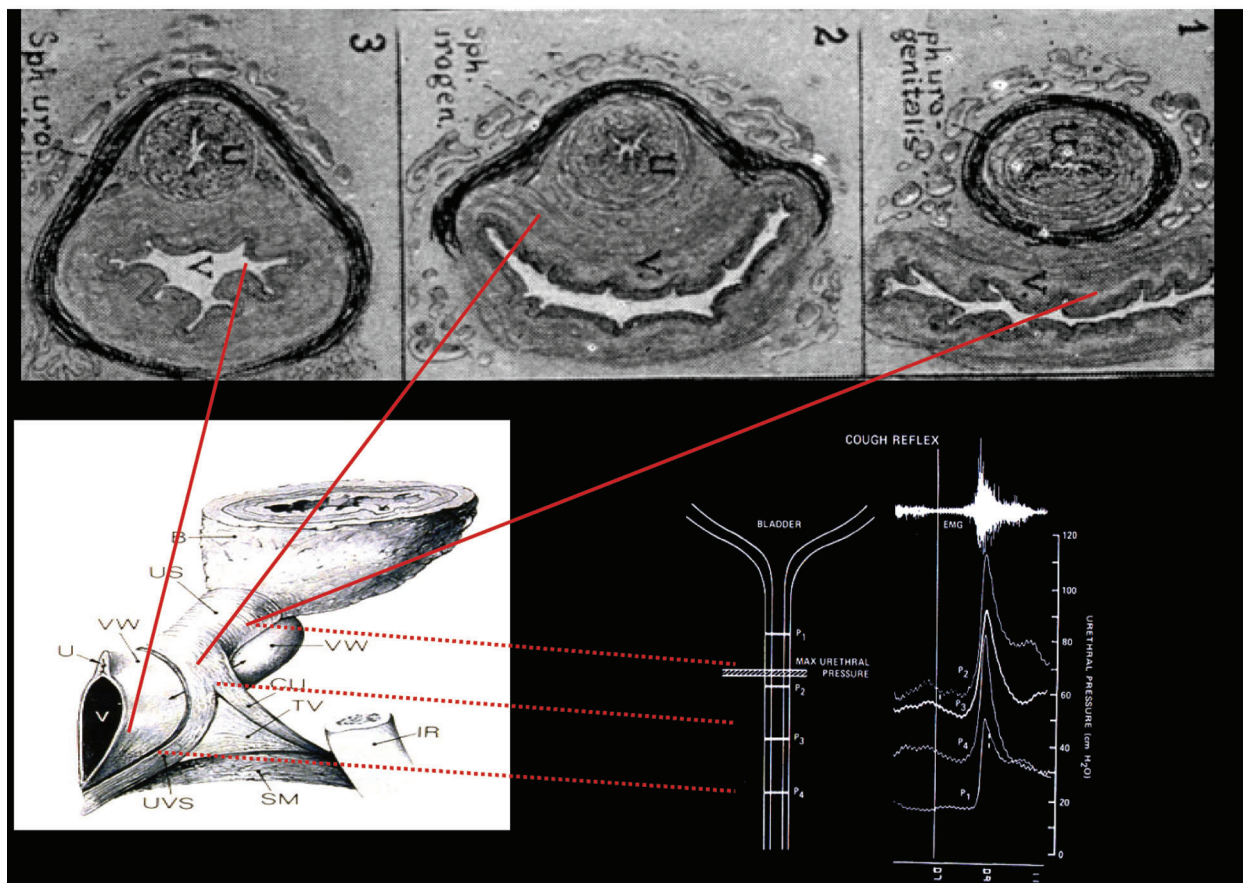 3
Sph. uro
U
V
2
Sph.
urogen.
U
V
1
ph uro-
genitalis
U
V
B
US
VW
U
V
VW
CU
TV
IR
UVS
SM
COUGH REFLEX
BLADDER
EMG
P1
MAX URETHRAL
PRESSURE
P2
P3
P4
P2
P3
P4
P1
120
100
80
60
40
20
0
URETHRAL PRESSURE (cm H2O)